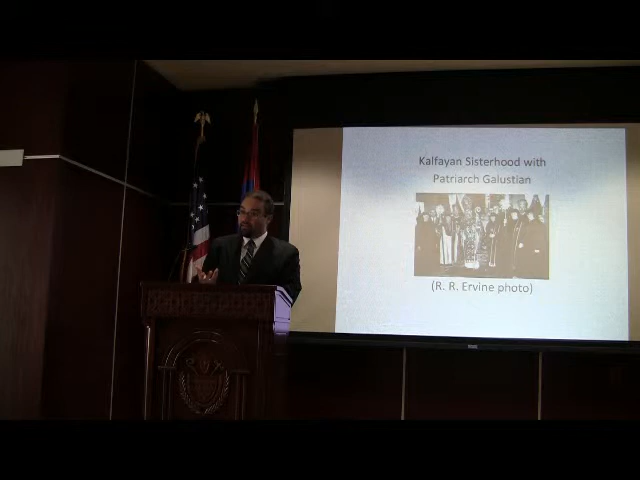 Kalfayan Sisterhood with
Patriarch Galustian
(R. R. Ervine photo)